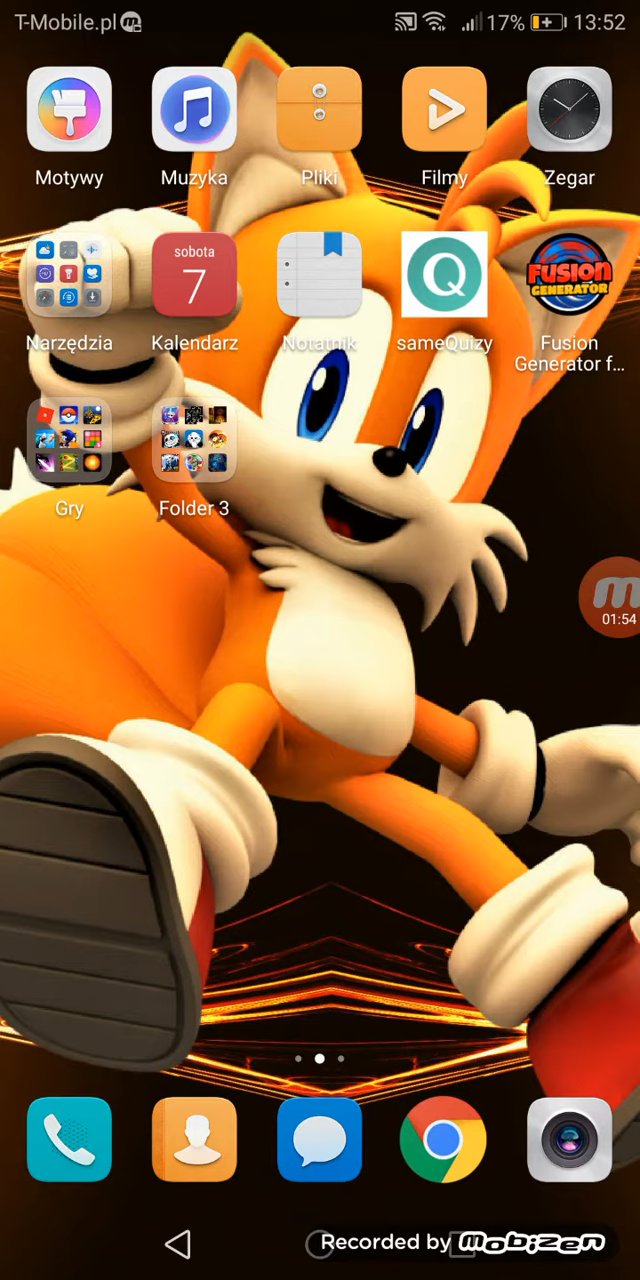 T-Mobile.pl
17%
13:52
Motywy
Muzyka
Pliki
Filmy
Zegar
sobota
7
Q
FUSION
GENERATOR
Narzędzia
Kalendarz
Notatnik
sameQuizy
Fusion
Generator f...
Gry
Folder 3
m
01:54
Recorded by mobizen